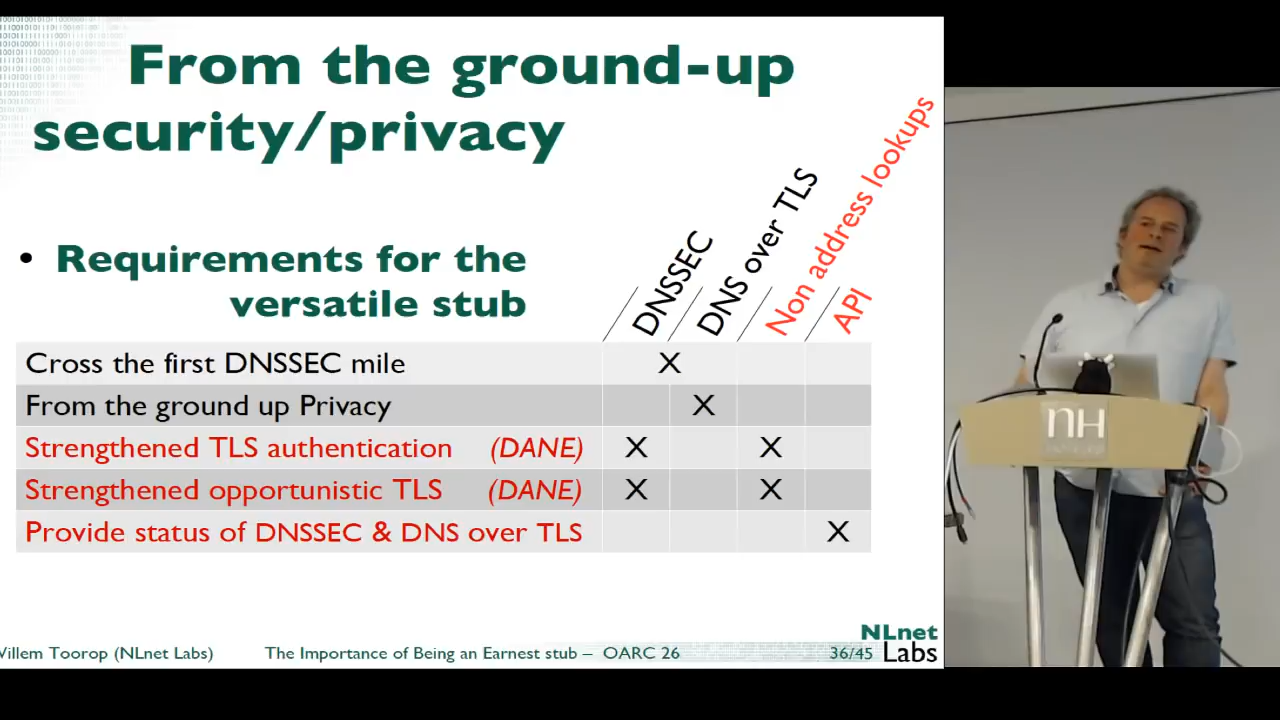 From the ground-up
security/privacy
• Requirements for the
versatile stub
DNSSEC
DNS over TLS
Non address lookups
API
Cross the first DNSSEC mile X
From the ground up Privacy X
Strengthened TLS authentication (DANE) X X
Strengthened opportunistic TLS (DANE) X X
Provide status of DNSSEC & DNS over TLS X
Willem Toorop (NLnet Labs) The Importance of Being an Earnest stub – OARC 26 36/45
NLnet
Labs
NH